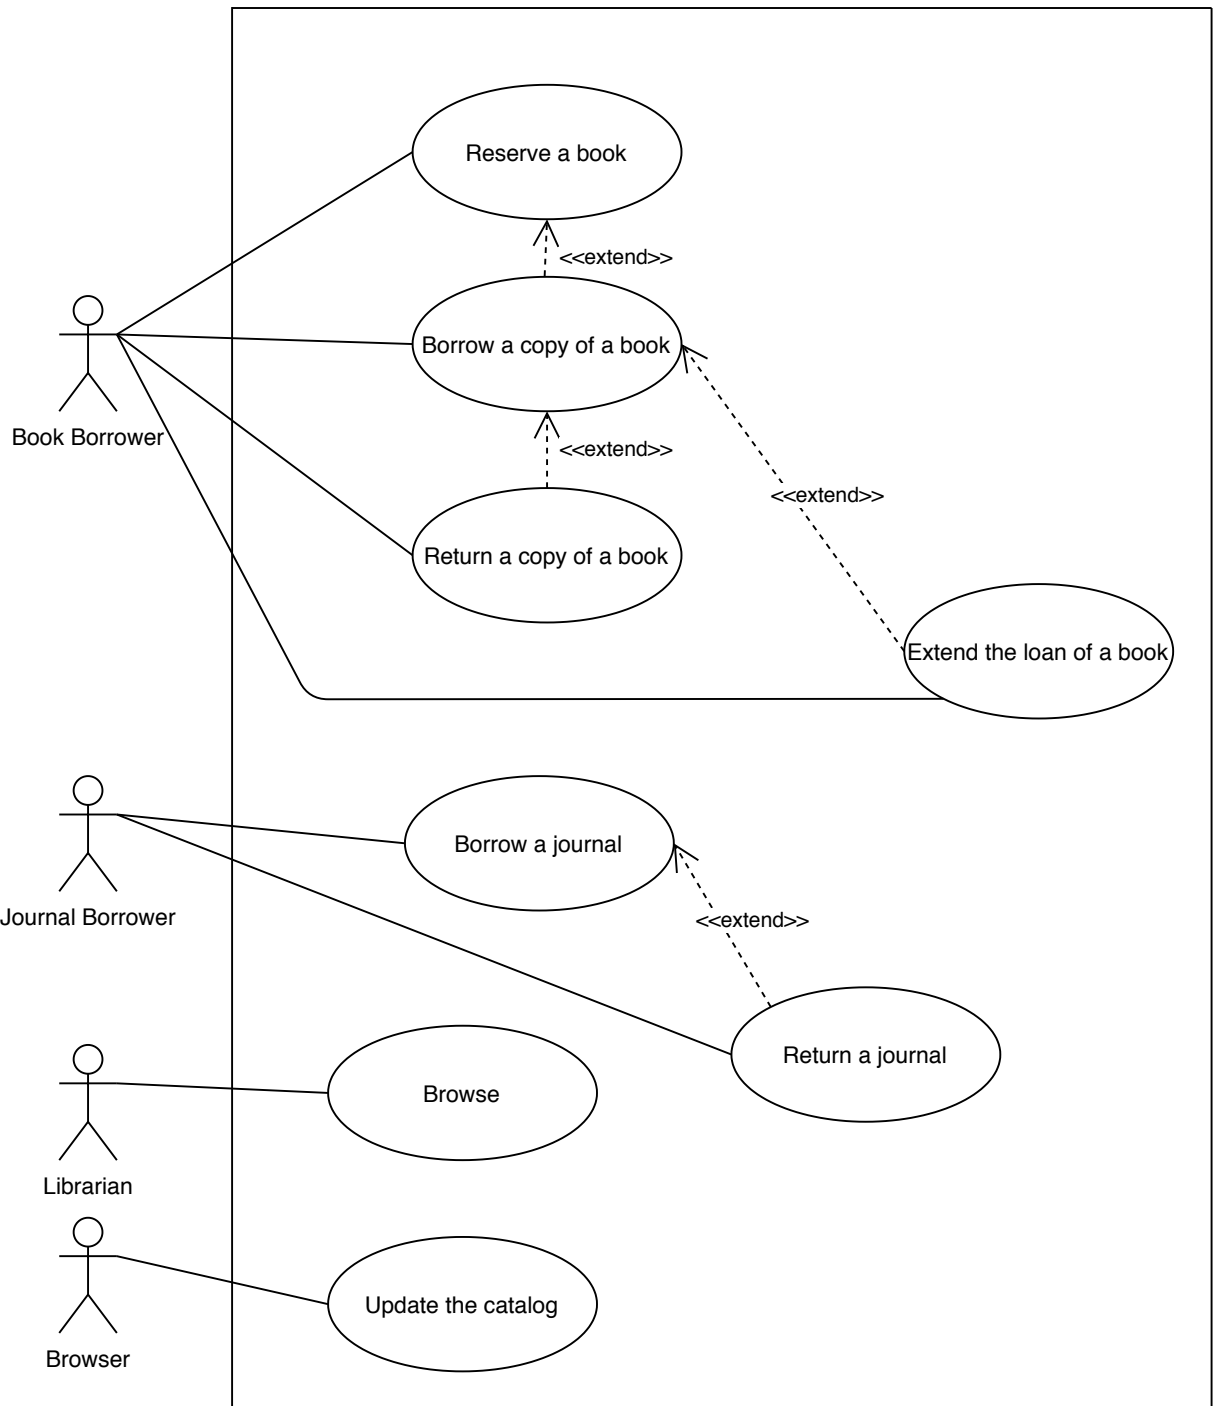 Reserve a book
<<extend>>
Borrow a copy of a book
Book Borrower
<<extend>>
<<extend>>
Return a copy of a book
Extend the loan of a book
Borrow a journal
Journal Borrower
<<extend>>
Return a journal
Browse
Librarian
Update the catalog
Browser